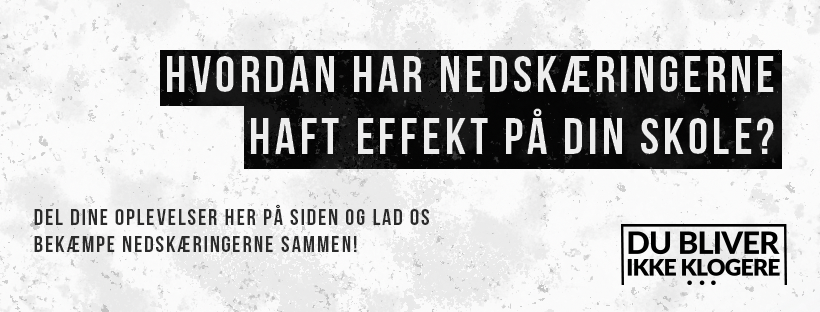 HVORDAN HAR NEDSKÆRINGERNE
HAFT EFFEKT PÅ DIN SKOLE?
DEL DINE OPLEVELSER HER PÅ SIDEN OG LAD OS
BEKÆMPE NEDSKÆRINGERNE SAMMEN!
DU BLIVER
IKKE KLOGERE
...